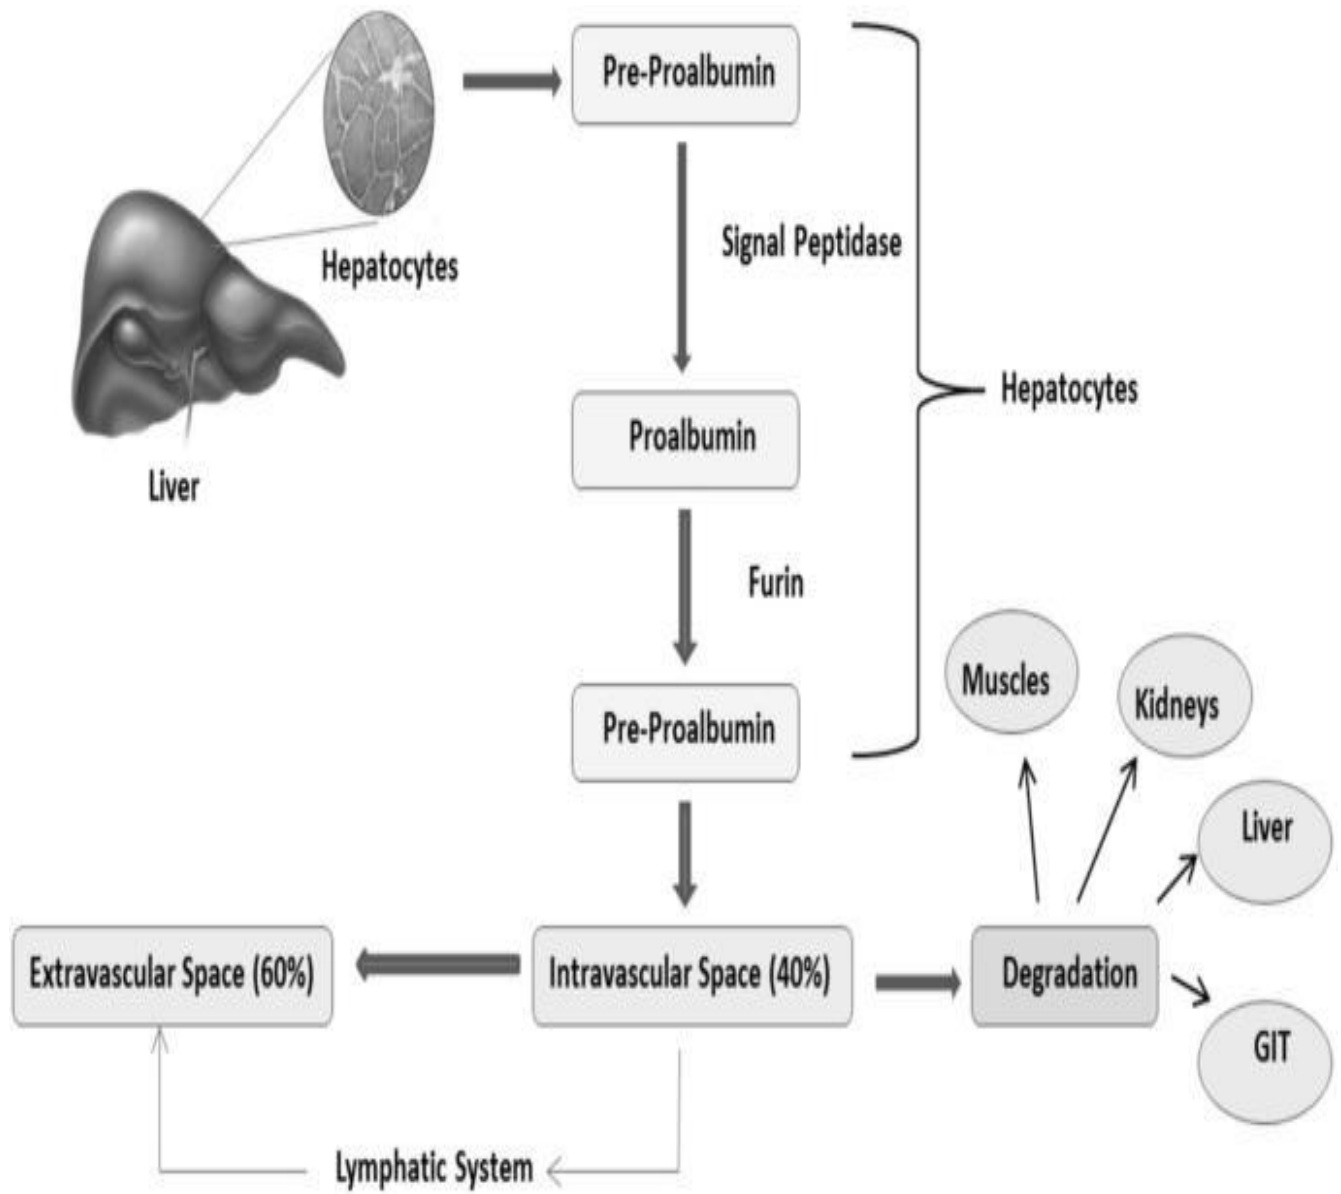 Pre-Proalbumin
Hepatocytes
Signal Peptidase
Liver
Proalbumin
Hepatocytes
Furin
Pre-Proalbumin
Muscles
Kidneys
Liver
Extravascular Space (60%)
Intravascular Space (40%)
Degradation
GIT
Lymphatic System